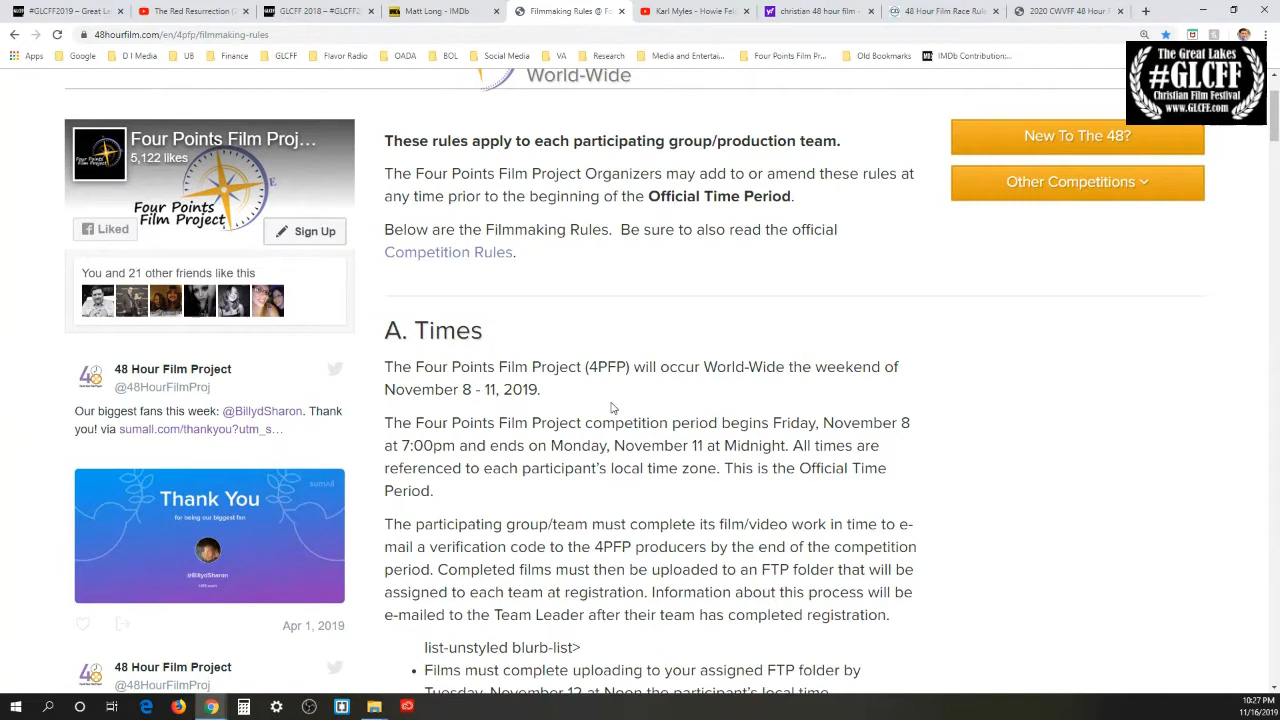 #GLCFF2019 – Great L
The Red Resurrection (2
GLCFF 2018 – #GLCFF:
Matt Long - IMDb
Filmmaking Rules @ Fo
Karl Myles - Howie Felc
christian 48 hour film -
48 Hour Film Race Rule
2020 CWVFF 48 Hour F
48hourfilm.com/en/4pfp/filmmaking-rules
Apps
Google
D I Media
UB
Finance
GLCFF
Flavor Radio
OADA
BOL
Social Media
VA
Research
Media and Entertai...
Four Points Film Pro...
Old Bookmarks
IMDb Contribution:...
The Great Lakes
#GLCFF
Christian Film Festival
www.GLCFF.com
World-Wide
Four Points Film Proj...
5,122 likes
Four Points
Film Project
E
Liked
Sign Up
You and 21 other friends like this
48 Hour Film Project
@48HourFilmProj
Our biggest fans this week: @BillydSharon. Thank
you! via sumall.com/thankyou?utm_s...
sumall
Thank You
for being our biggest fan
@BillydSharon
Apr 1, 2019
48 Hour Film Project
@48HourFilmProj
These rules apply to each participating group/production team.
The Four Points Film Project Organizers may add to or amend these rules at
any time prior to the beginning of the Official Time Period.
Below are the Filmmaking Rules. Be sure to also read the official
Competition Rules.
A. Times
The Four Points Film Project (4PFP) will occur World-Wide the weekend of
November 8 - 11, 2019.
The Four Points Film Project competition period begins Friday, November 8
at 7:00pm and ends on Monday, November 11 at Midnight. All times are
referenced to each participant's local time zone. This is the Official Time
Period.
The participating group/team must complete its film/video work in time to e-
mail a verification code to the 4PFP producers by the end of the competition
period. Completed films must then be uploaded to an FTP folder that will be
assigned to each team at registration. Information about this process will be
e-mailed to the Team Leader after their team has completed registration.
list-unstyled blurb-list>
• Films must complete uploading to your assigned FTP folder by
Tuesday, November 12 at Noon the participant's local time
New To The 48?
Other Competitions
10:27 PM
11/16/2019